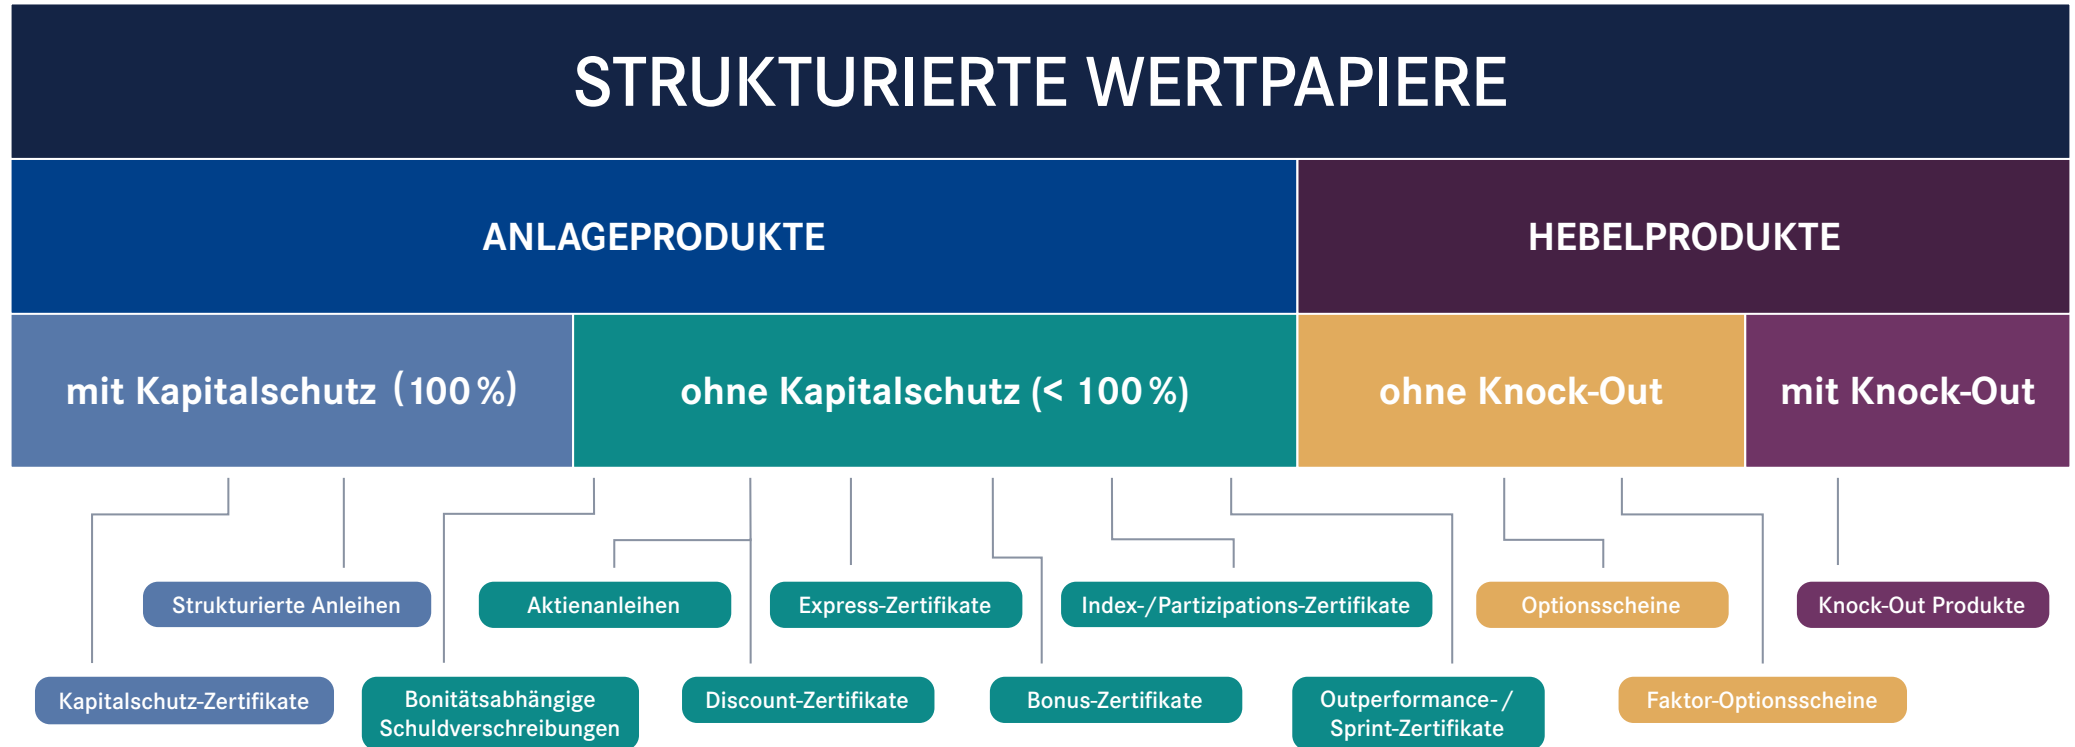 STRUKTURIERTE WERTPAPIERE
ANLAGEPRODUKTE
HEBELPRODUKTE
mit Kapitalschutz (100 %)
ohne Kapitalschutz (< 100 %)
ohne Knock-Out
mit Knock-Out
Strukturierte Anleihen
Aktienanleihen
Express-Zertifikate
Index-/Partizipations-Zertifikate
Optionsscheine
Knock-Out Produkte
Kapitalschutz-Zertifikate
Bonitätsabhängige
Schuldverschreibungen
Discount-Zertifikate
Bonus-Zertifikate
Outperformance-/
Sprint-Zertifikate
Faktor-Optionsscheine